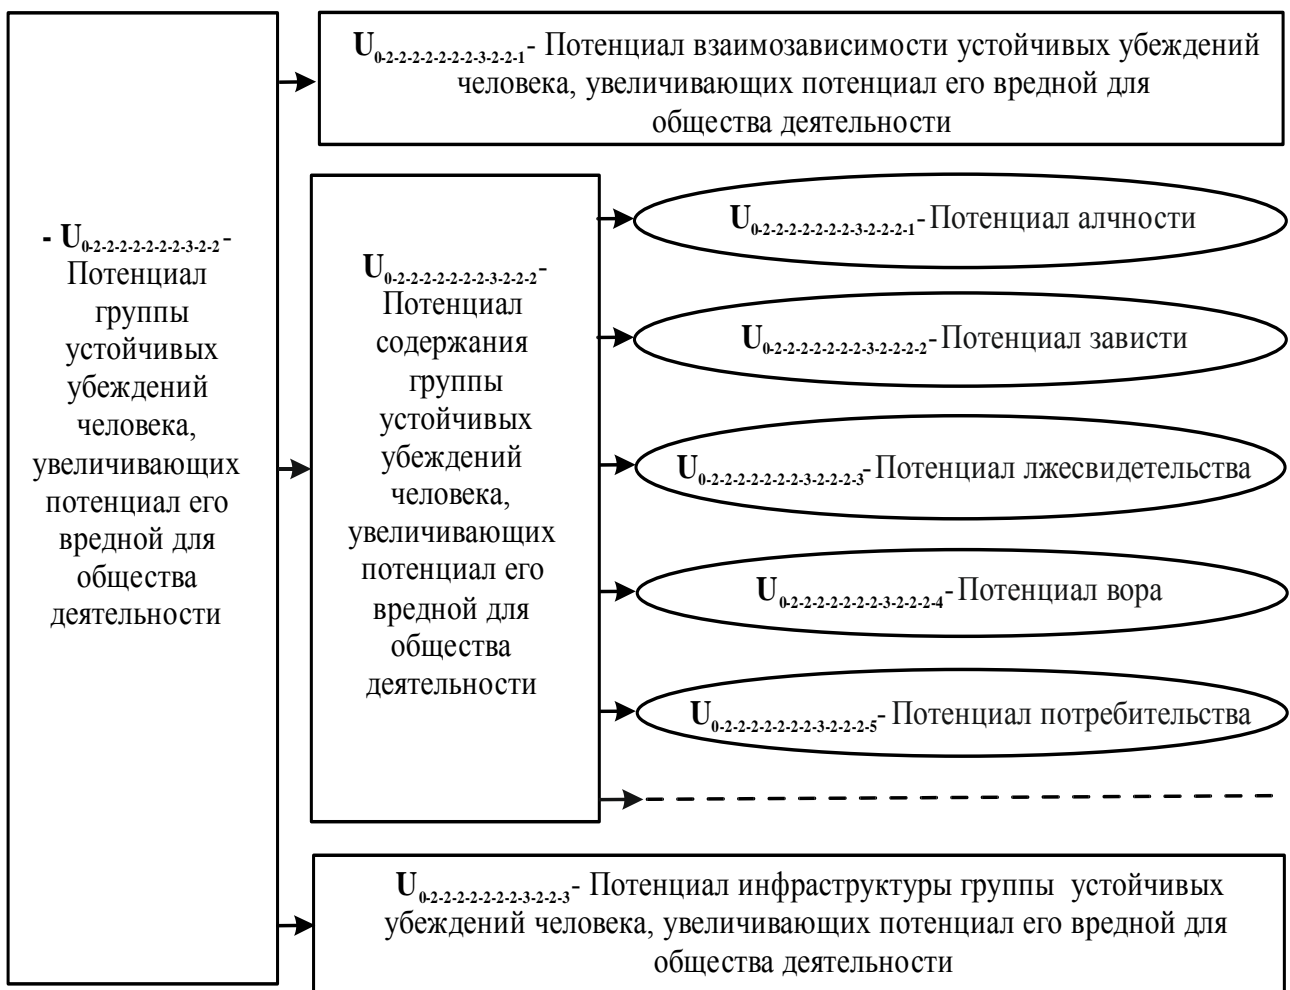 U0-2-2-2-2-2-2-2-3-2-2-1- Потенциал взаимозависимости устойчивых убеждений
человека, увеличивающих потенциал его вредной для
общества деятельности
- U0-2-2-2-2-2-2-2-3-2-2-
Потенциал
группы
устойчивых
убеждений
человека,
увеличивающих
потенциал его
вредной для
общества
деятельности
U0-2-2-2-2-2-2-2-3-2-2-2-
Потенциал
содержания
группы
устойчивых
убеждений
человека,
увеличивающих
потенциал его
вредной для
общества
деятельности
U0-2-2-2-2-2-2-2-3-2-2-2-1- Потенциал алчности
U0-2-2-2-2-2-2-2-3-2-2-2-2- Потенциал зависти
U0-2-2-2-2-2-2-2-3-2-2-2-3- Потенциал лжесвидетельства
U0-2-2-2-2-2-2-2-3-2-2-2-4- Потенциал вора
U0-2-2-2-2-2-2-2-3-2-2-2-5- Потенциал потребительства
U0-2-2-2-2-2-2-2-3-2-2-3- Потенциал инфраструктуры группы устойчивых
убеждений человека, увеличивающих потенциал его вредной для
общества деятельности